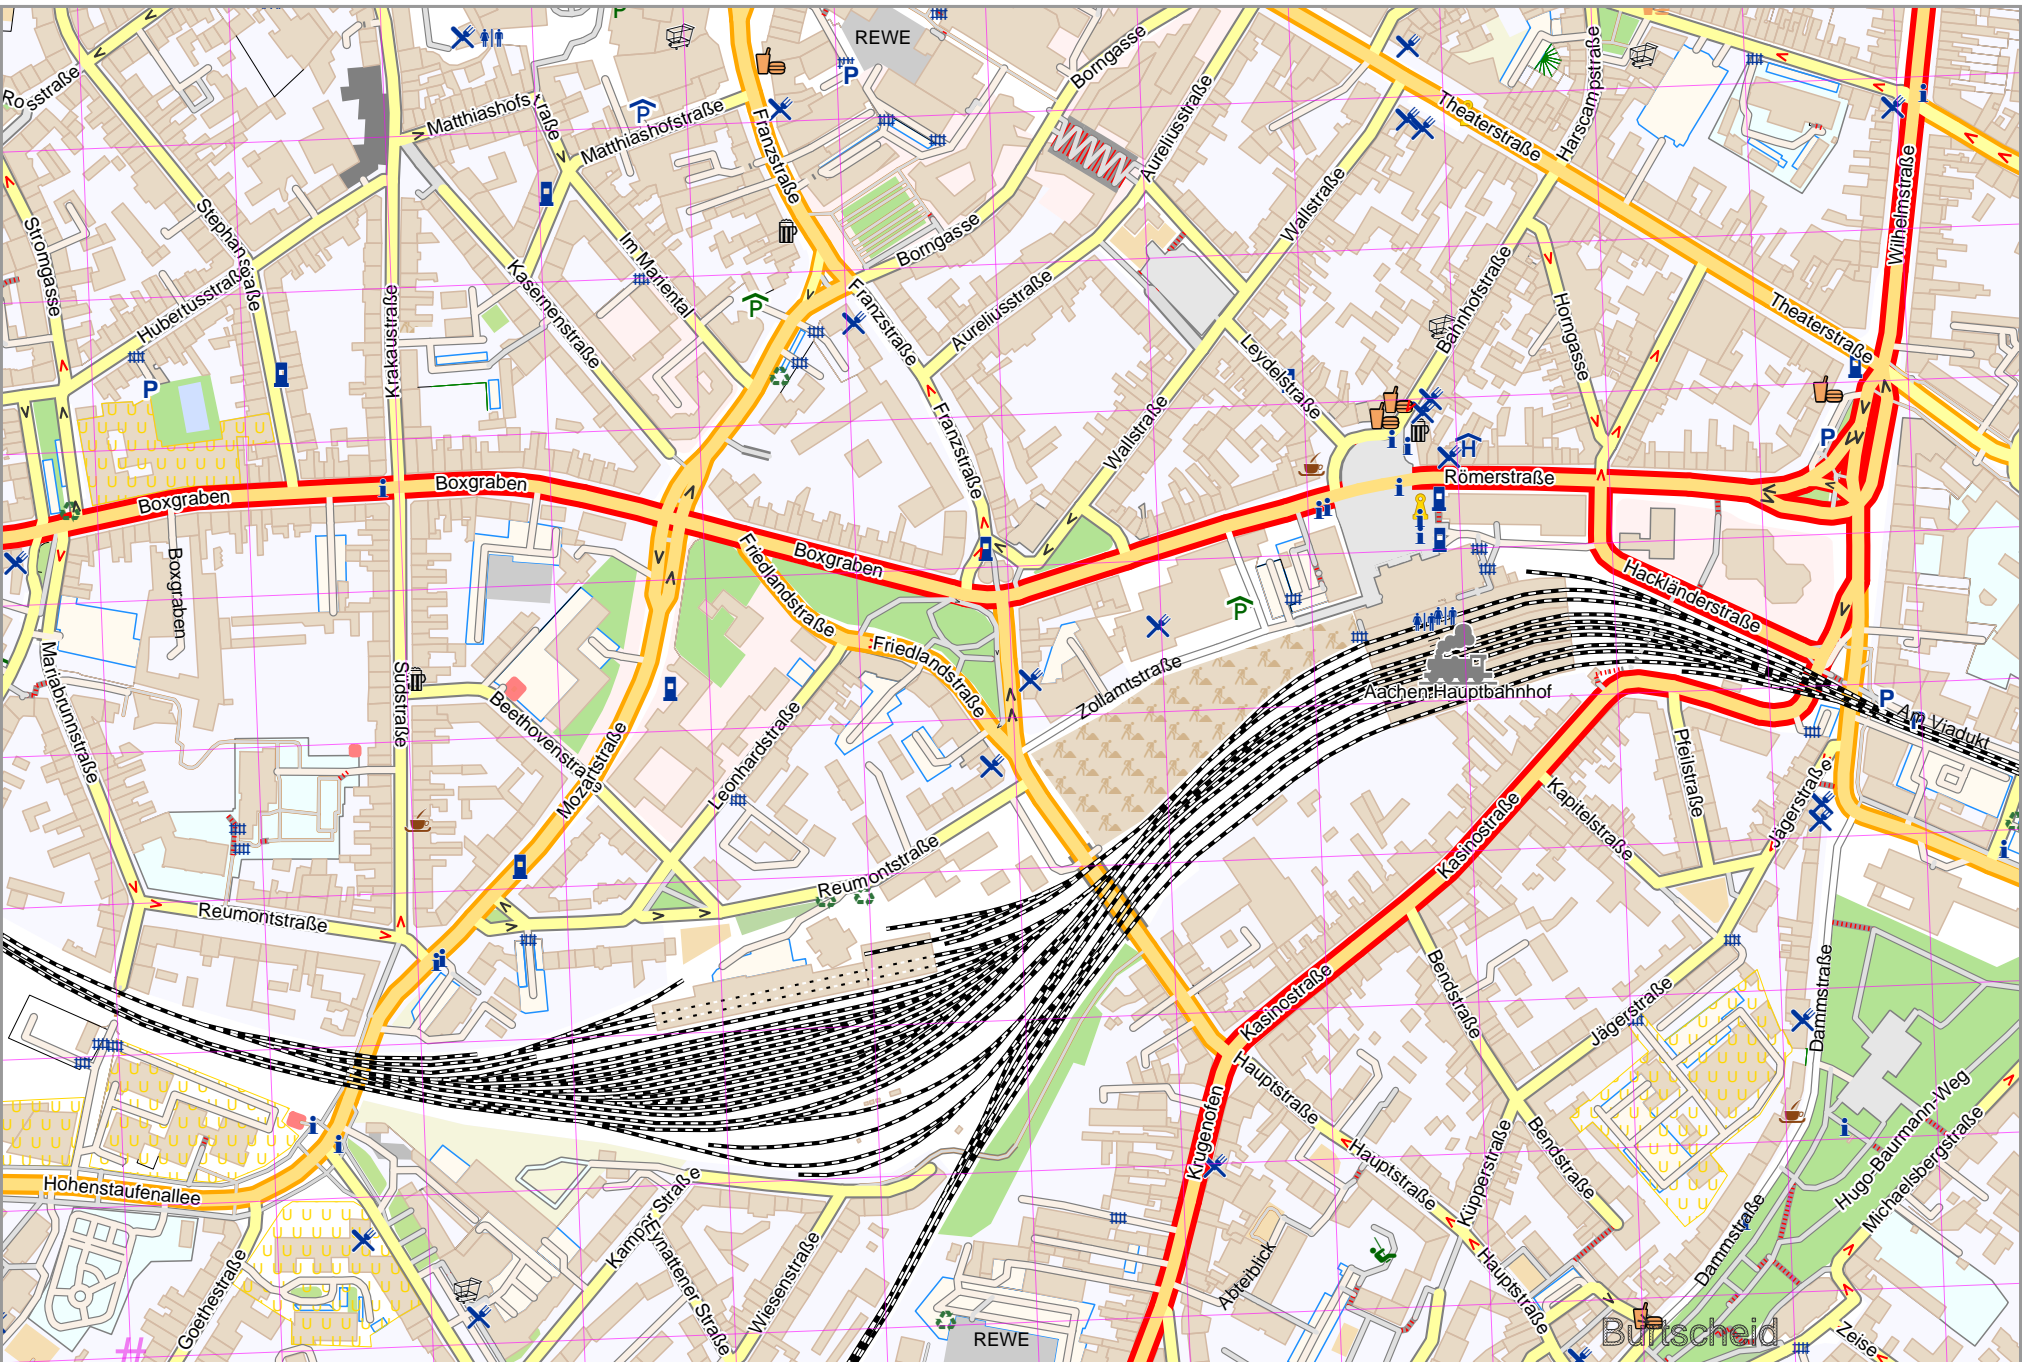 REWE
Borngasse
Rosstraße
Matthiashofstraße
Matthiashofstraße
Franzstraße
Aureliusstraße
Theaterstraße
Harscampstraße
Wilhelmstraße
Stromgasse
Stephanstraße
Hubertusstraße
Krakaustraße
Kasernenstraße
Im Mariental
Borngasse
Wallstraße
Bahnhofstraße
Horngasse
Theaterstraße
Franzstraße
Aureliusstraße
Leydelstraße
Franzstraße
Wallstraße
Boxgraben
Boxgraben
Römerstraße
Boxgraben
Boxgraben
Friedlandstraße
Friedlandstraße
Hackländerstraße
Mariabrunnstraße
Südstraße
Beethovenstraße
Mozartstraße
Leonhardstraße
Zollamtstraße
Aachen Hauptbahnhof
Am Viadukt
Pfeilstraße
Kapitelstraße
Kasinostraße
Jägerstraße
Reumontstraße
Reumontstraße
Kasinostraße
Bendstraße
Jägerstraße
Dammstraße
Hauptstraße
Krugenofen
Hauptstraße
Küpperstraße
Bendstraße
Hugo-Baurmann-Weg
Michaelsbergstraße
Hohenstaufenallee
Goethestraße
Kamper Straße
Eynattener Straße
Wiesenstraße
Abteiblick
Hauptstraße
Dammstraße
REWE
Burtscheid
Zeise